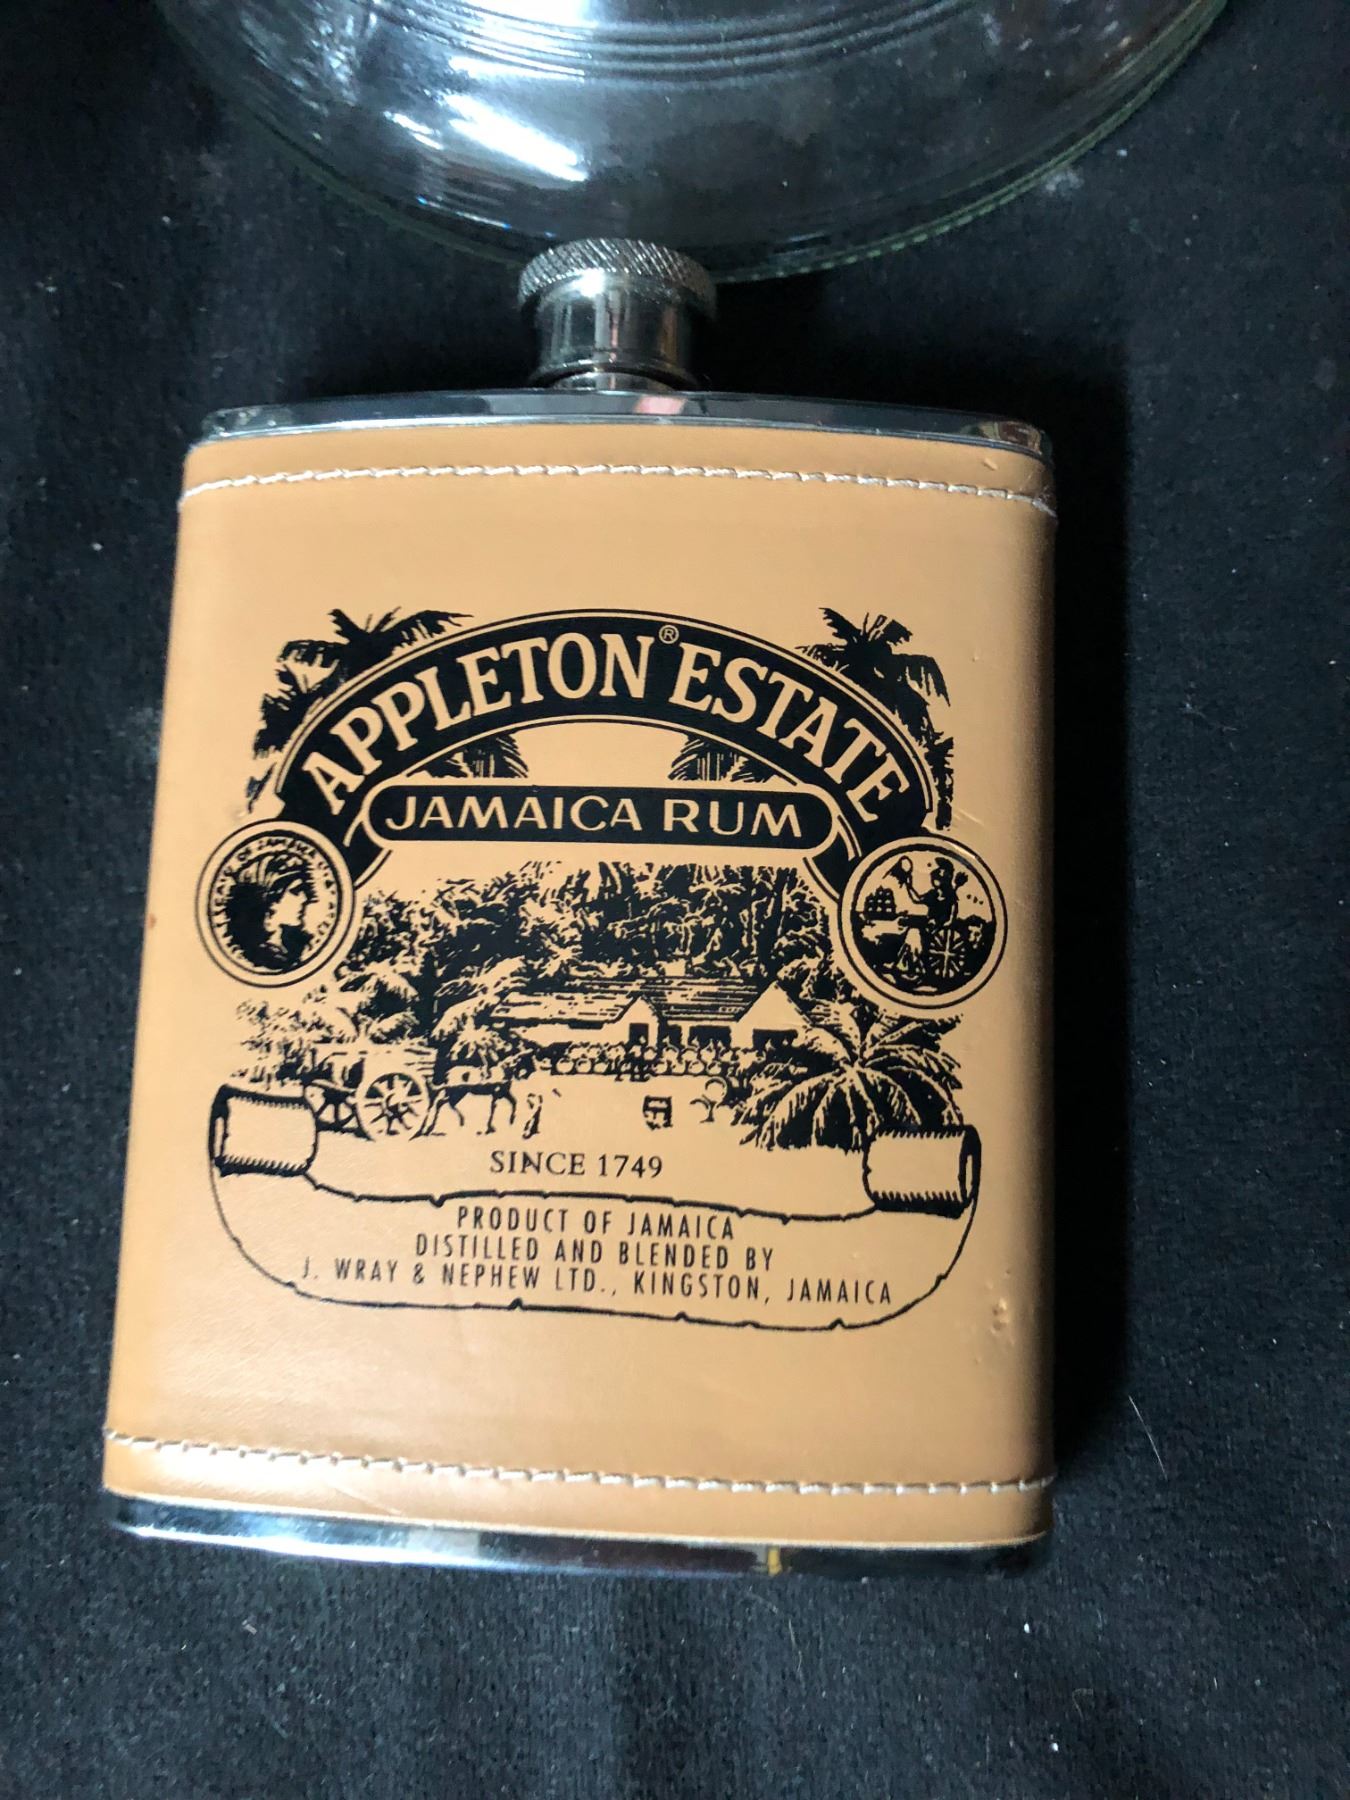 APPLETON® ESTATE
JAMAICA RUM
SINCE 1749
PRODUCT OF JAMAICA
DISTILLED AND BLENDED BY
J. WRAY & NEPHEW LTD., KINGSTON, JAMAICA